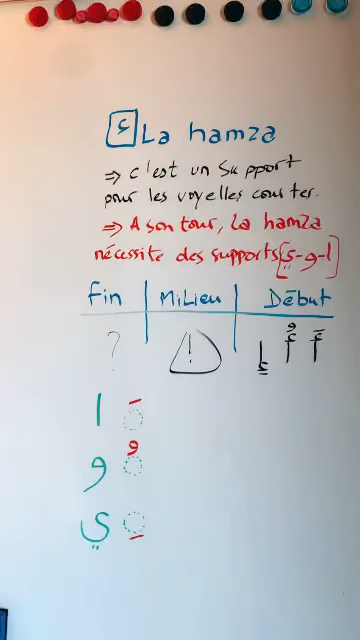 ء La hamza
⇒ c'est un support
pour les voyelles courtes.
⇒ A son tour, la hamza
nécessite des supports [ي-و-ا]
Fin | Milieu | Début
? ! إِ أُ أَ
ا َ
و ُ
ي ِ